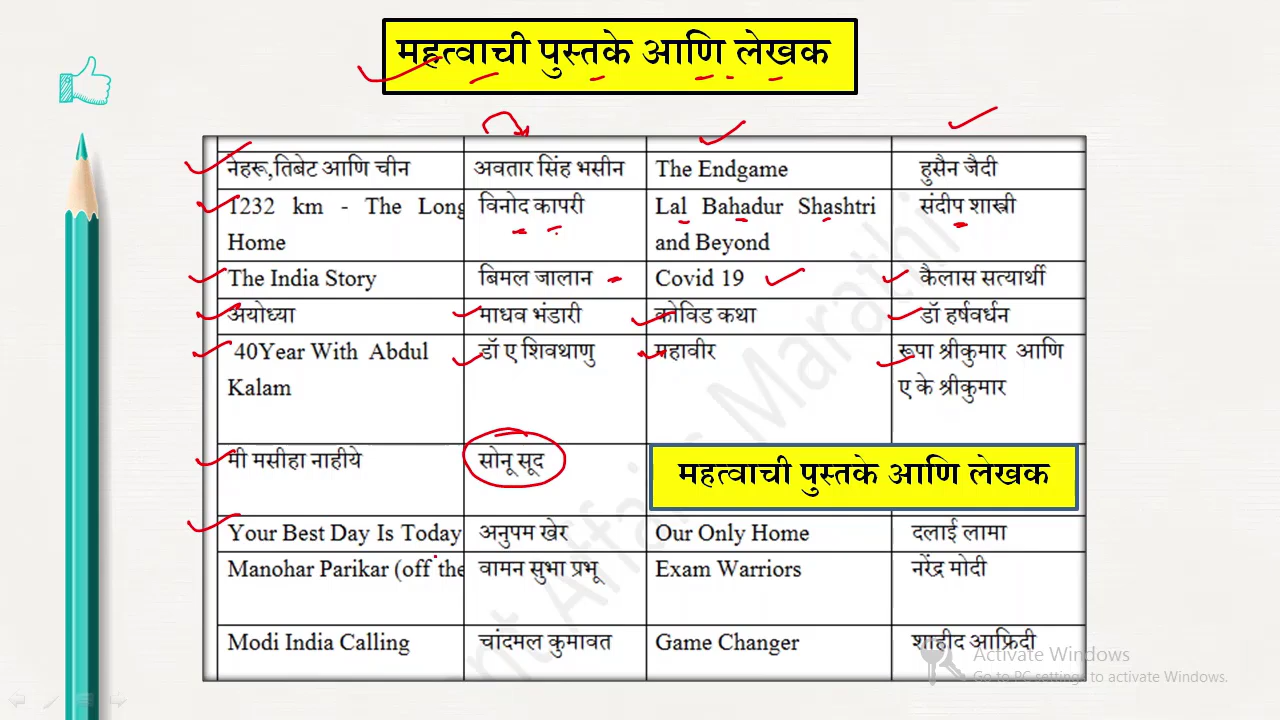 महत्वाची पुस्तके आणि लेखक
नेहरू,तिबेट आणि चीन अवतार सिंह भसीन The Endgame हुसैन जैदी
1232 km - The Long विनोद कापरी Lal Bahadur Shashtri संदीप शास्त्री
Home and Beyond
The India Story बिमल जालान Covid 19 कैलास सत्यार्थी
अयोध्या माधव भंडारी कोविड कथा डॉ हर्षवर्धन
40Year With Abdul डॉ ए शिवथाणु महावीर रूपा श्रीकुमार आणि
Kalam ए के श्रीकुमार
मी मसीहा नाहीये सोनू सूद महत्वाची पुस्तके आणि लेखक
Your Best Day Is Today अनुपम खेर Our Only Home दलाई लामा
Manohar Parikar (off the वामन सुभा प्रभू Exam Warriors नरेंद्र मोदी
Modi India Calling चांदमल कुमावत Game Changer शाहीद आफ्रिदी
Activate Windows
Go to PC settings to activate Windows.
Affairs Marathi